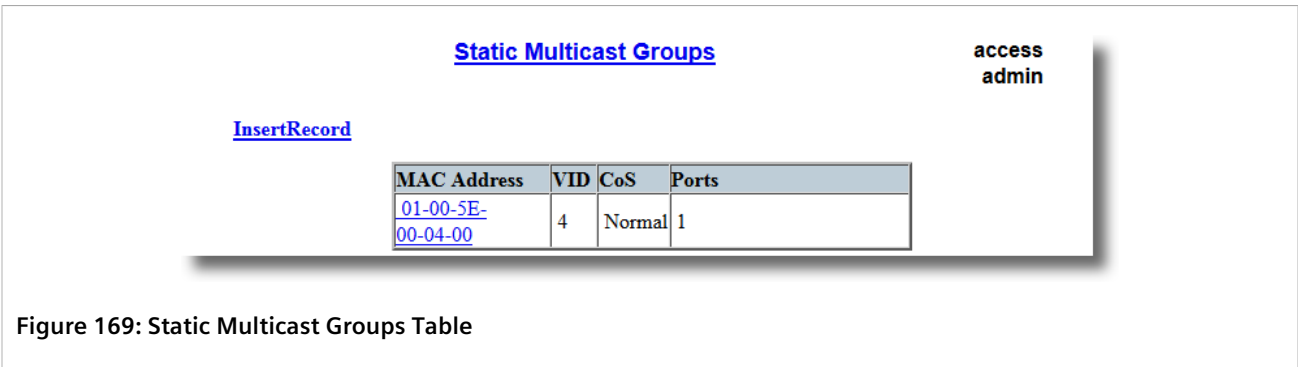 Static Multicast Groups
access
admin
InsertRecord
MAC Address VID CoS Ports
01-00-5E-
00-04-00 4 Normal 1
Figure 169: Static Multicast Groups Table